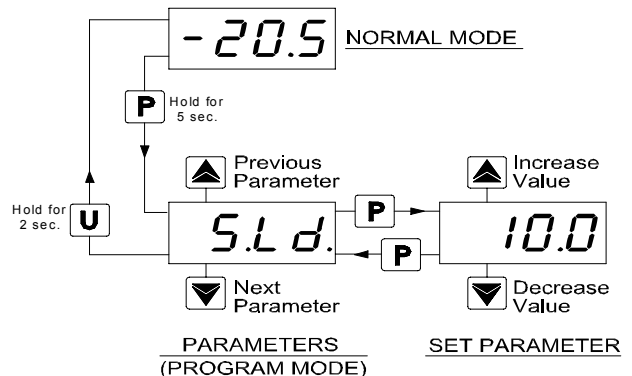 -20.5 NORMAL MODE
P Hold for
5 sec.
Previous
Parameter
Increase
Value
P
Hold for
2 sec. U
S.Ld.
10.0
P
Next
Parameter
Decrease
Value
PARAMETERS
(PROGRAM MODE)
SET PARAMETER